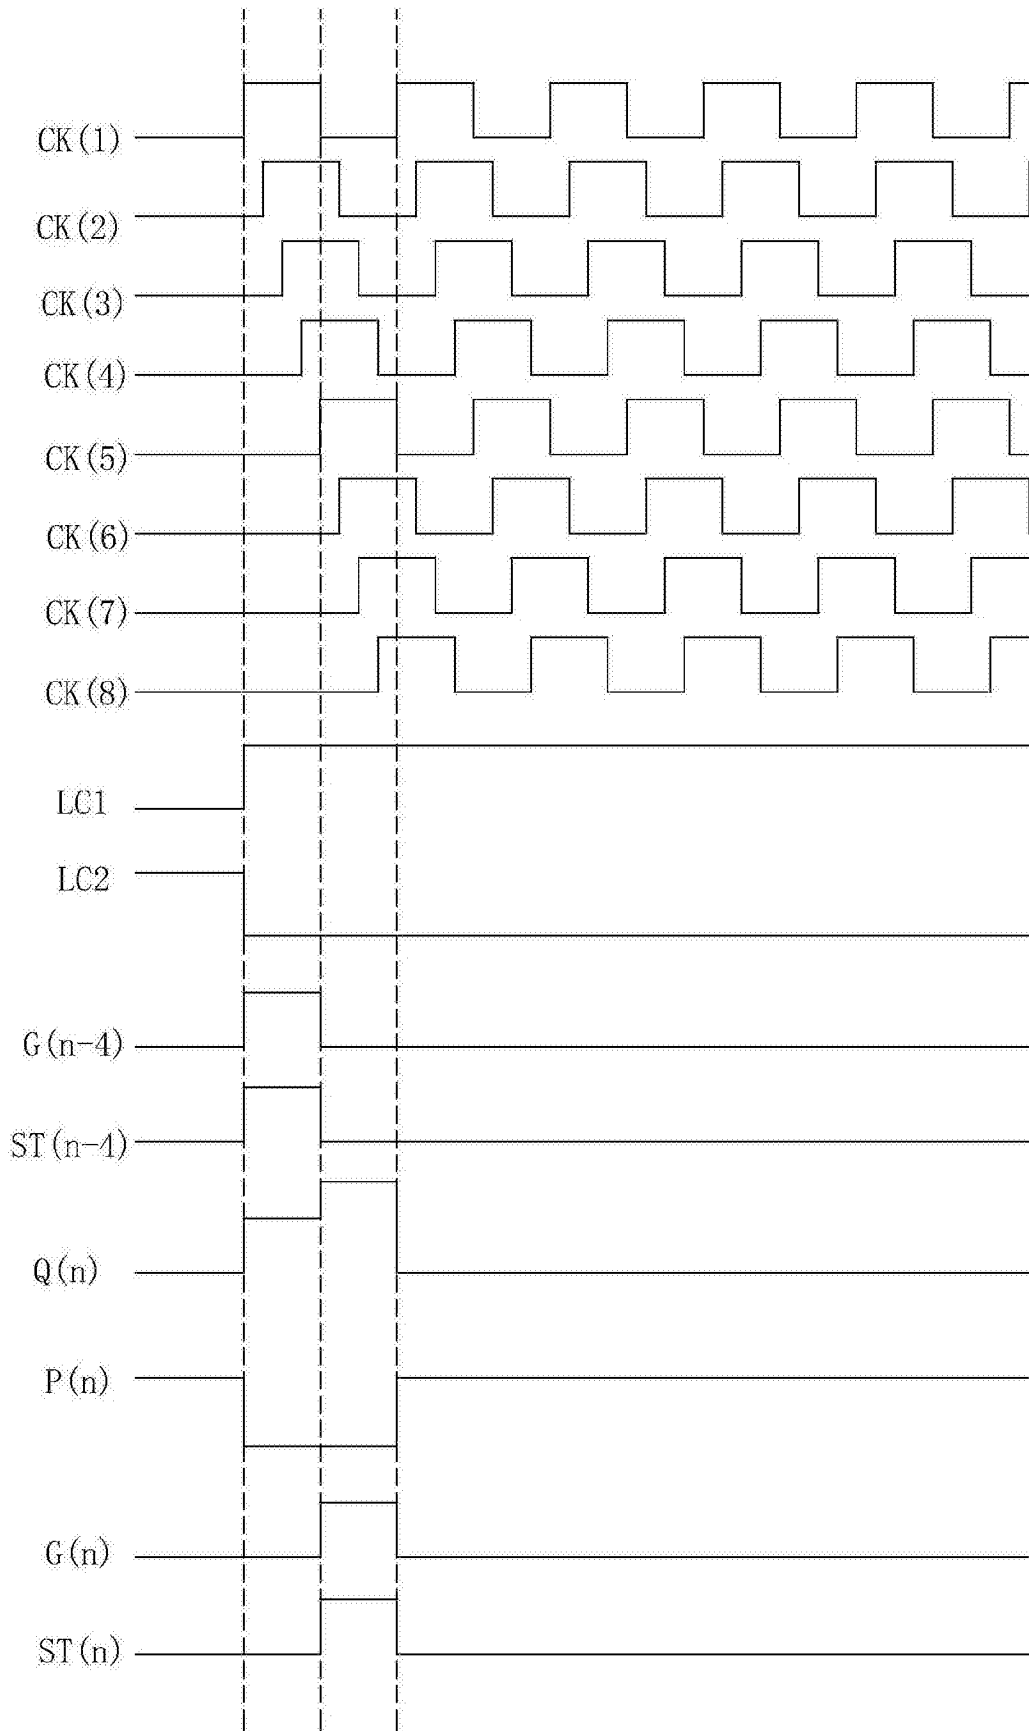 CK(1)
CK(2)
CK(3)
CK(4)
CK(5)
CK(6)
CK(7)
CK(8)
LC1
LC2
G(n-4)
ST(n-4)
Q(n)
P(n)
G(n)
ST(n)